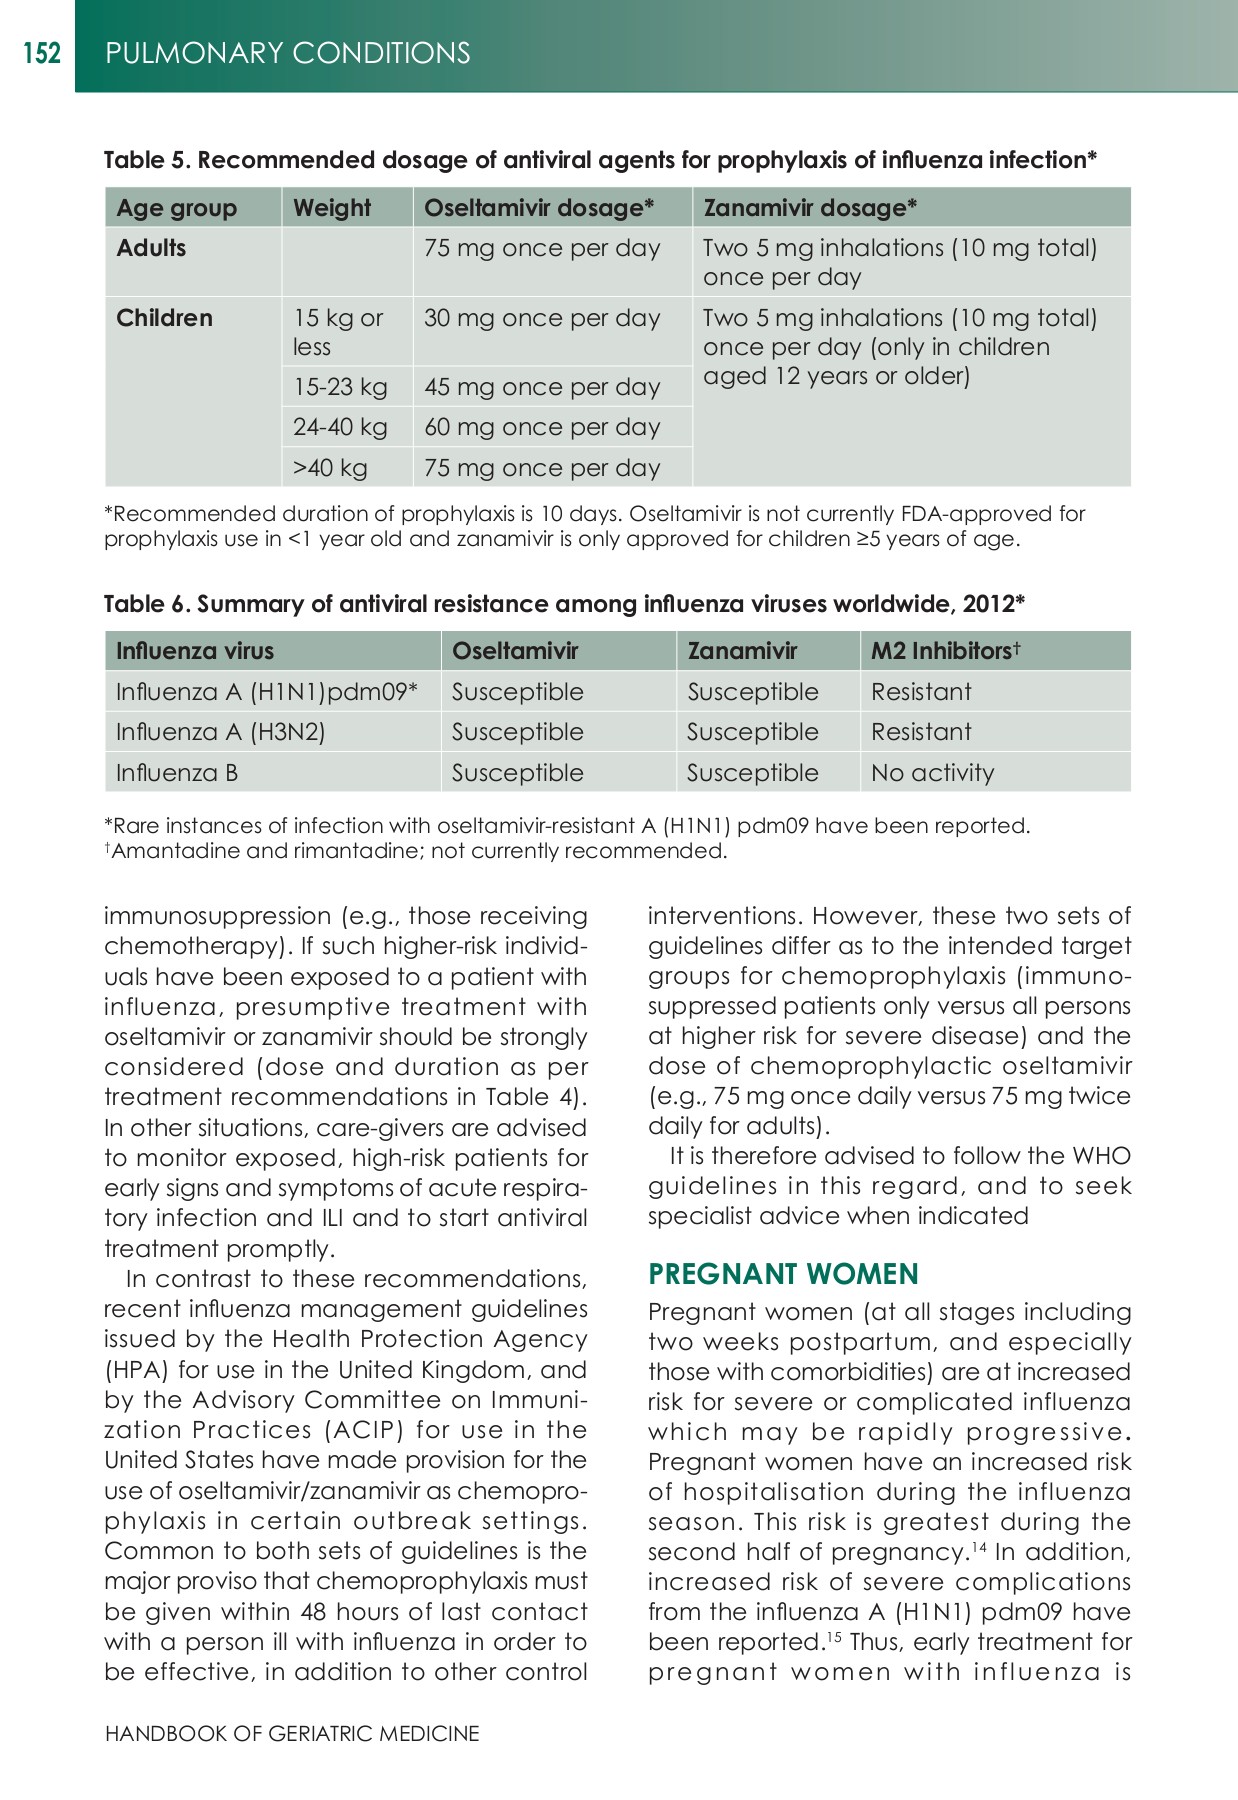 152 PULMONARY CONDITIONS
Table 5. Recommended dosage of antiviral agents for prophylaxis of influenza infection*
Age group Weight Oseltamivir dosage* Zanamivir dosage*
Adults 75 mg once per day Two 5 mg inhalations (10 mg total)
once per day
Children 15 kg or 30 mg once per day Two 5 mg inhalations (10 mg total)
less once per day (only in children
aged 12 years or older)
15-23 kg 45 mg once per day
24-40 kg 60 mg once per day
>40 kg 75 mg once per day
*Recommended duration of prophylaxis is 10 days. Oseltamivir is not currently FDA-approved for
prophylaxis use in <1 year old and zanamivir is only approved for children ≥5 years of age.
Table 6. Summary of antiviral resistance among influenza viruses worldwide, 2012*
Influenza virus Oseltamivir Zanamivir M2 Inhibitors†
Influenza A (H1N1)pdm09* Susceptible Susceptible Resistant
Influenza A (H3N2) Susceptible Susceptible Resistant
Influenza B Susceptible Susceptible No activity
*Rare instances of infection with oseltamivir-resistant A (H1N1) pdm09 have been reported.
†Amantadine and rimantadine; not currently recommended.
immunosuppression (e.g., those receiving
chemotherapy). If such higher-risk individ-
uals have been exposed to a patient with
influenza, presumptive treatment with
oseltamivir or zanamivir should be strongly
considered (dose and duration as per
treatment recommendations in Table 4).
In other situations, care-givers are advised
to monitor exposed, high-risk patients for
early signs and symptoms of acute respira-
tory infection and ILI and to start antiviral
treatment promptly.
In contrast to these recommendations,
recent influenza management guidelines
issued by the Health Protection Agency
(HPA) for use in the United Kingdom, and
by the Advisory Committee on Immuni-
zation Practices (ACIP) for use in the
United States have made provision for the
use of oseltamivir/zanamivir as chemopro-
phylaxis in certain outbreak settings.
Common to both sets of guidelines is the
major proviso that chemoprophylaxis must
be given within 48 hours of last contact
with a person ill with influenza in order to
be effective, in addition to other control
interventions. However, these two sets of
guidelines differ as to the intended target
groups for chemoprophylaxis (immuno-
suppressed patients only versus all persons
at higher risk for severe disease) and the
dose of chemoprophylactic oseltamivir
(e.g., 75 mg once daily versus 75 mg twice
daily for adults).
It is therefore advised to follow the WHO
guidelines in this regard, and to seek
specialist advice when indicated
PREGNANT WOMEN
Pregnant women (at all stages including
two weeks postpartum, and especially
those with comorbidities) are at increased
risk for severe or complicated influenza
which may be rapidly progressive.
Pregnant women have an increased risk
of hospitalisation during the influenza
season. This risk is greatest during the
second half of pregnancy.14 In addition,
increased risk of severe complications
from the influenza A (H1N1) pdm09 have
been reported.15 Thus, early treatment for
pregnant women with influenza is
HANDBOOK OF GERIATRIC MEDICINE